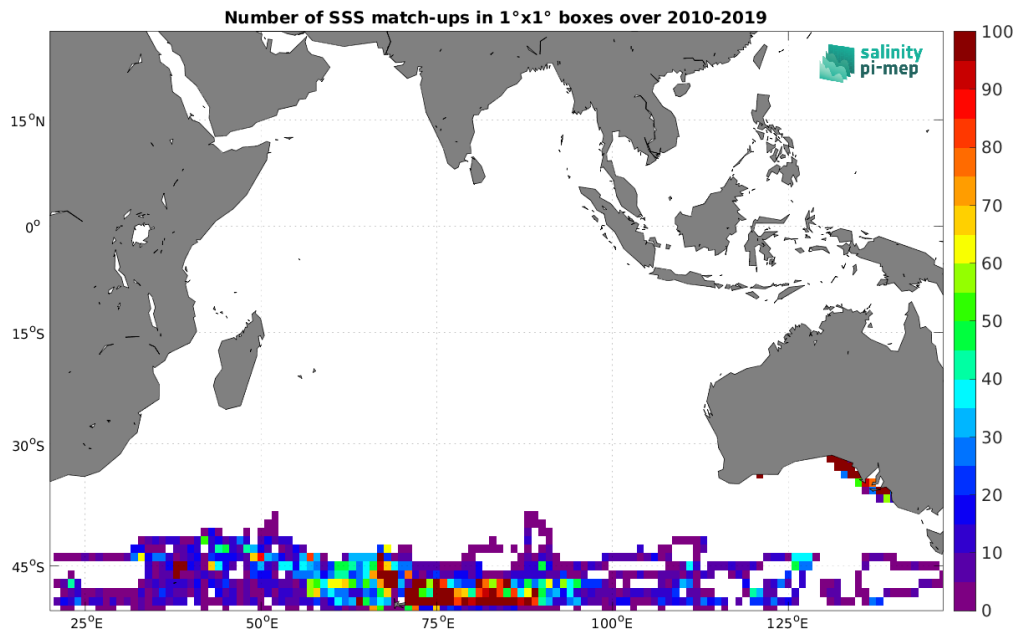 Number of SSS match-ups in 1°x1° boxes over 2010-2019
salinity
pi-mep
100
90
80
70
60
50
40
30
20
10
0
15°N
0°
15°S
30°S
45°S
25°E
50°E
75°E
100°E
125°E